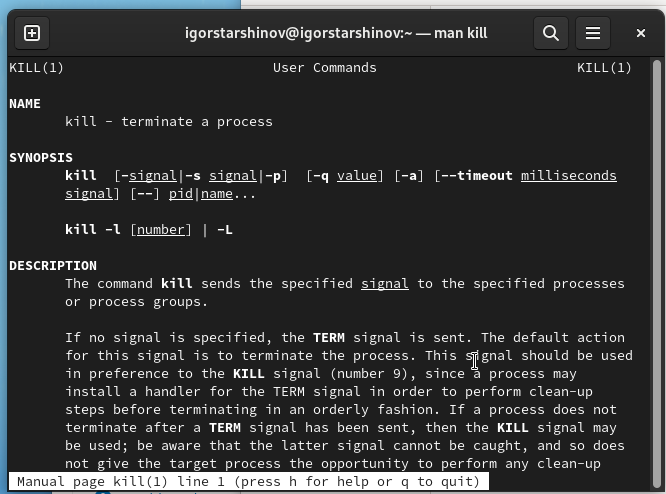 igorstarshinov@igorstarshinov:~ — man kill
KILL(1) User Commands KILL(1)
NAME
kill - terminate a process
SYNOPSIS
kill [-signal|-s signal|-p] [-q value] [-a] [--timeout milliseconds
signal] [--] pid|name...
kill -l [number] | -L
DESCRIPTION
The command kill sends the specified signal to the specified processes
or process groups.
If no signal is specified, the TERM signal is sent. The default action
for this signal is to terminate the process. This signal should be used
in preference to the KILL signal (number 9), since a process may
install a handler for the TERM signal in order to perform clean-up
steps before terminating in an orderly fashion. If a process does not
terminate after a TERM signal has been sent, then the KILL signal may
be used; be aware that the latter signal cannot be caught, and so does
not give the target process the opportunity to perform any clean-up
Manual page kill(1) line 1 (press h for help or q to quit)